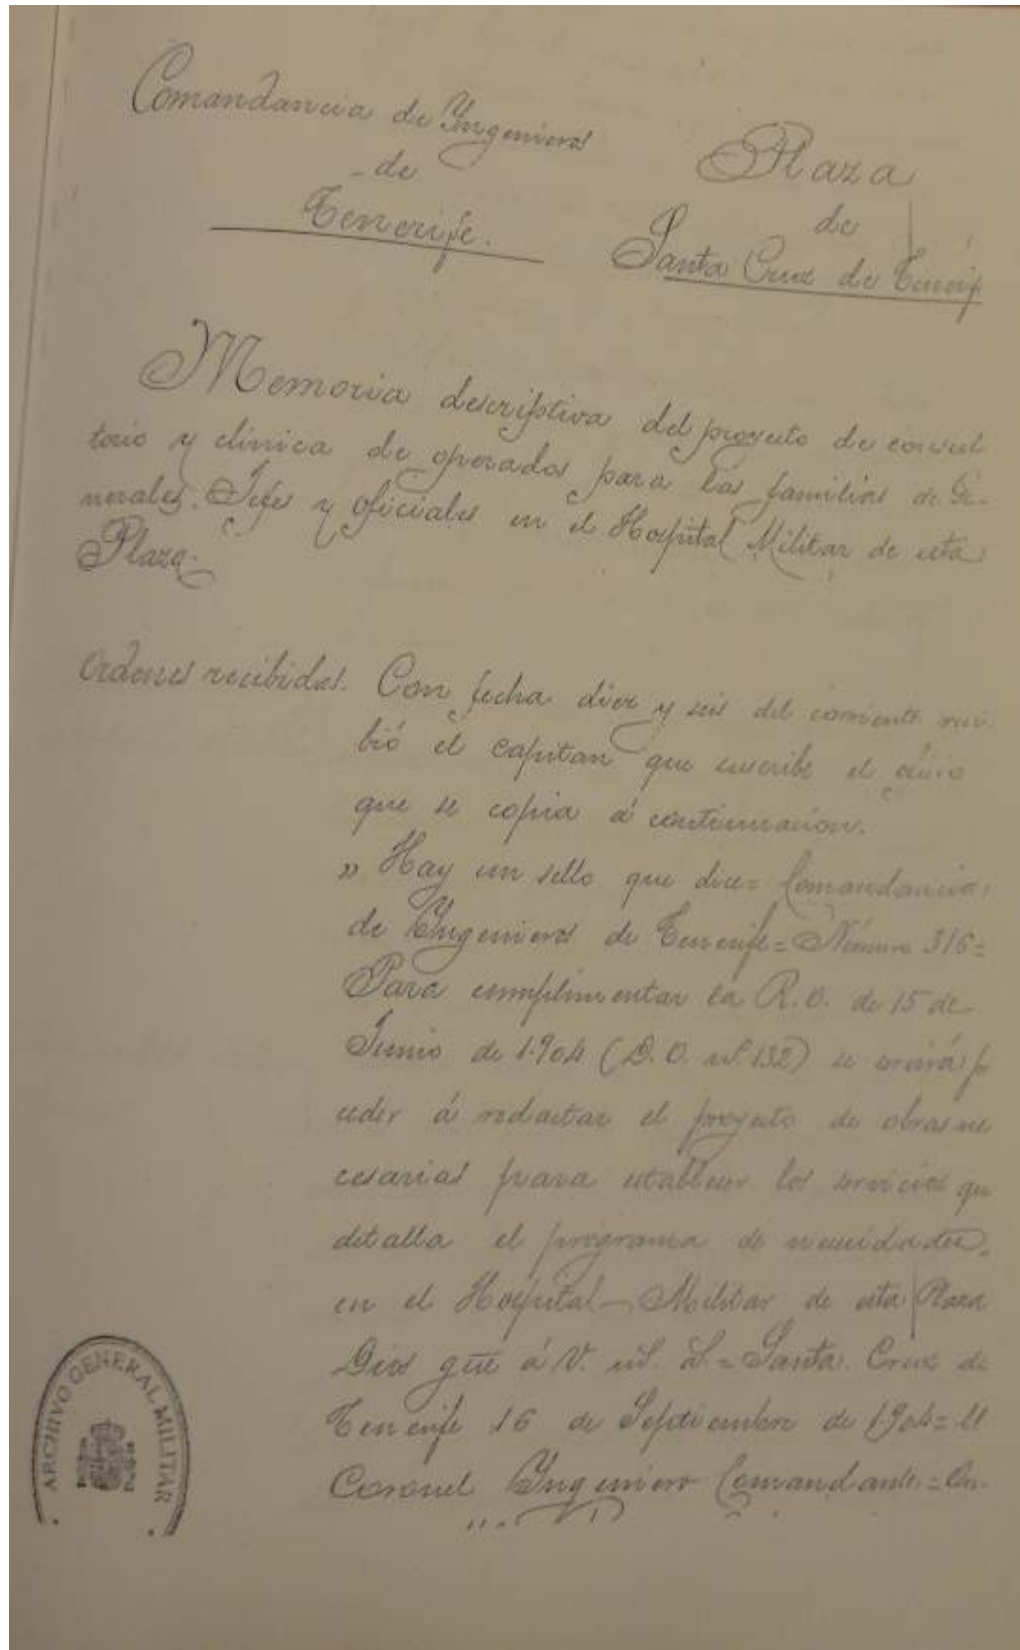 Comandancia de Ingenieros
de
Tenerife.
Plaza
de
Santa Cruz de Tenerif
Memoria descriptiva del proyecto de consul
torio y clínica de operados para las familias de Ge-
nerales, Jefes y oficiales en el Hospital Militar de esta
Plaza.
Ordenes recibidas. Con fecha diez y seis del corriente reci
bió el capitan que suscribe el oficio
que se copia á continuación.
" Hay un sello que dice= Comandancia
de Ingenieros de Tenerife= Número 316=
Para cumplimentar la R.O. de 15 de
Junio de 1.904 (D.O. nº. 132) se servirá pro
ceder á redactar el proyecto de obras ne
cesarias para establecer los servicios que
detalla el programa de necesidades,
en el Hospital-Militar de esta Plaza
Dios gue á V. ms. as.= Santa Cruz de
Tenerife 16 de Septiembre de 1.904= El
Coronel Ingeniero Comandante.=
ARCHIVO GENERAL MILITAR